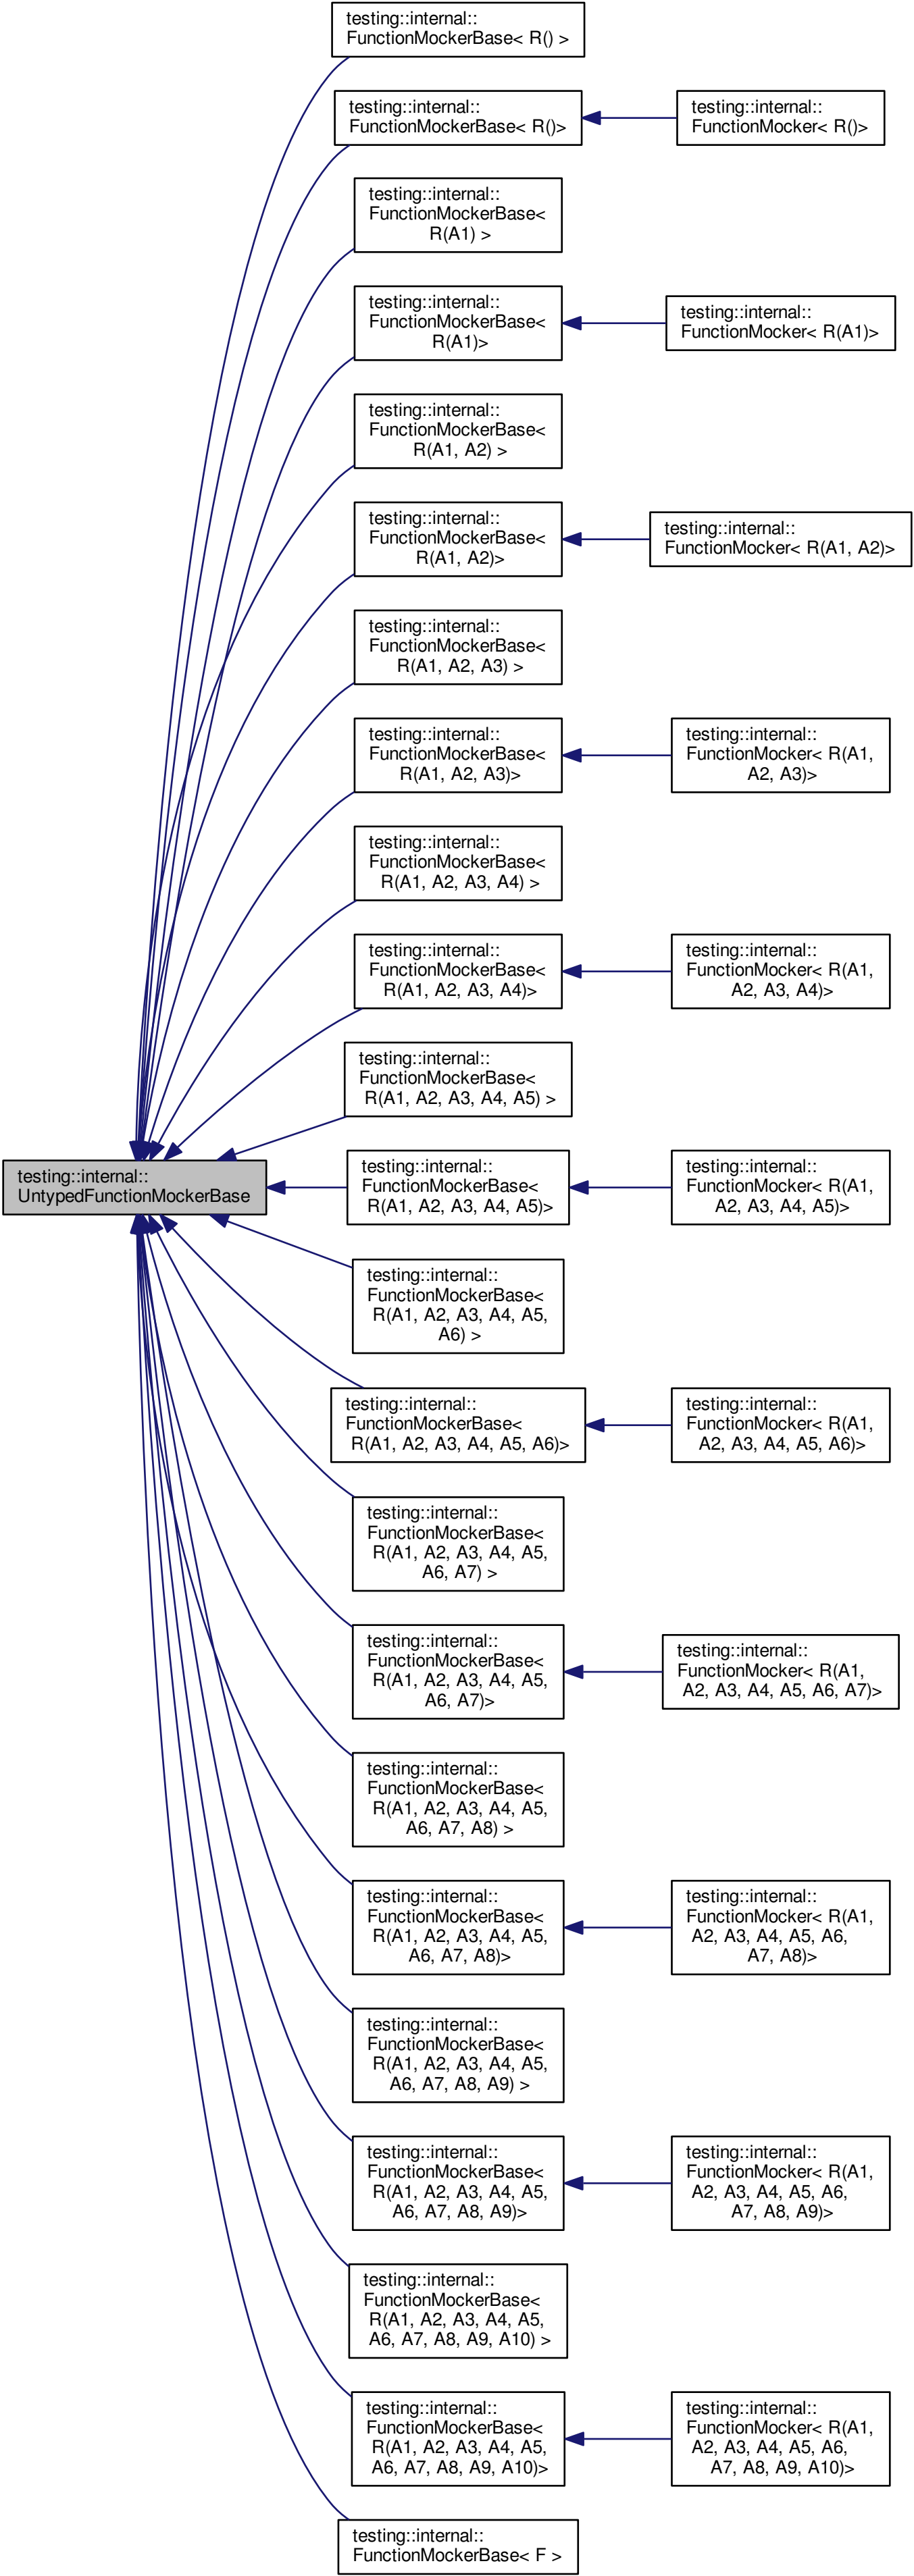 testing::internal::
FunctionMockerBase< R() >
testing::internal::
FunctionMockerBase< R()>
testing::internal::
FunctionMocker< R()>
testing::internal::
FunctionMockerBase<
R(A1) >
testing::internal::
FunctionMockerBase<
R(A1)>
testing::internal::
FunctionMocker< R(A1)>
testing::internal::
FunctionMockerBase<
R(A1, A2) >
testing::internal::
FunctionMockerBase<
R(A1, A2)>
testing::internal::
FunctionMocker< R(A1, A2)>
testing::internal::
FunctionMockerBase<
R(A1, A2, A3) >
testing::internal::
FunctionMockerBase<
R(A1, A2, A3)>
testing::internal::
FunctionMocker< R(A1,
A2, A3)>
testing::internal::
FunctionMockerBase<
R(A1, A2, A3, A4) >
testing::internal::
FunctionMockerBase<
R(A1, A2, A3, A4)>
testing::internal::
FunctionMocker< R(A1,
A2, A3, A4)>
testing::internal::
FunctionMockerBase<
R(A1, A2, A3, A4, A5) >
testing::internal::
UntypedFunctionMockerBase
testing::internal::
FunctionMockerBase<
R(A1, A2, A3, A4, A5)>
testing::internal::
FunctionMocker< R(A1,
A2, A3, A4, A5)>
testing::internal::
FunctionMockerBase<
R(A1, A2, A3, A4, A5,
A6) >
testing::internal::
FunctionMockerBase<
R(A1, A2, A3, A4, A5, A6)>
testing::internal::
FunctionMocker< R(A1,
A2, A3, A4, A5, A6)>
testing::internal::
FunctionMockerBase<
R(A1, A2, A3, A4, A5,
A6, A7) >
testing::internal::
FunctionMockerBase<
R(A1, A2, A3, A4, A5,
A6, A7)>
testing::internal::
FunctionMocker< R(A1,
A2, A3, A4, A5, A6, A7)>
testing::internal::
FunctionMockerBase<
R(A1, A2, A3, A4, A5,
A6, A7, A8) >
testing::internal::
FunctionMockerBase<
R(A1, A2, A3, A4, A5,
A6, A7, A8)>
testing::internal::
FunctionMocker< R(A1,
A2, A3, A4, A5, A6,
A7, A8)>
testing::internal::
FunctionMockerBase<
R(A1, A2, A3, A4, A5,
A6, A7, A8, A9) >
testing::internal::
FunctionMockerBase<
R(A1, A2, A3, A4, A5,
A6, A7, A8, A9)>
testing::internal::
FunctionMocker< R(A1,
A2, A3, A4, A5, A6,
A7, A8, A9)>
testing::internal::
FunctionMockerBase<
R(A1, A2, A3, A4, A5,
A6, A7, A8, A9, A10) >
testing::internal::
FunctionMockerBase<
R(A1, A2, A3, A4, A5,
A6, A7, A8, A9, A10)>
testing::internal::
FunctionMocker< R(A1,
A2, A3, A4, A5, A6,
A7, A8, A9, A10)>
testing::internal::
FunctionMockerBase< F >